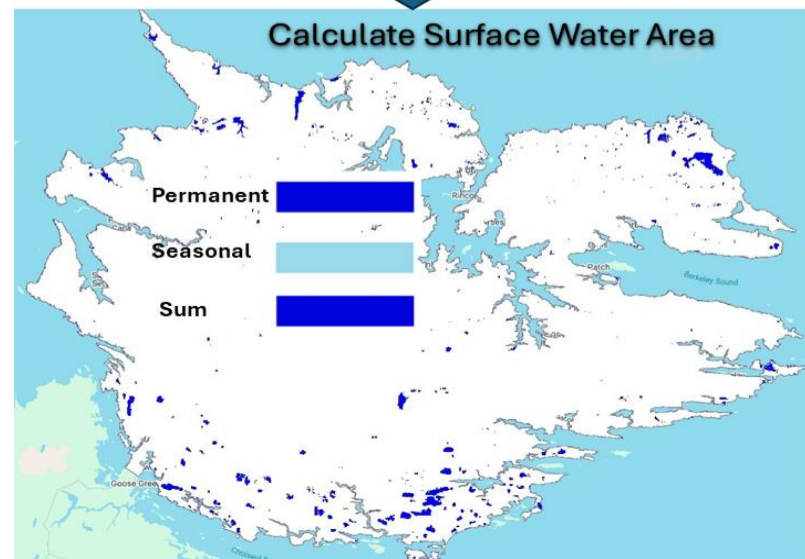 Calculate Surface Water Area
Permanent
Rincon
Seasonal
Patch
Berkeley Sound
Sum
Goose Gree